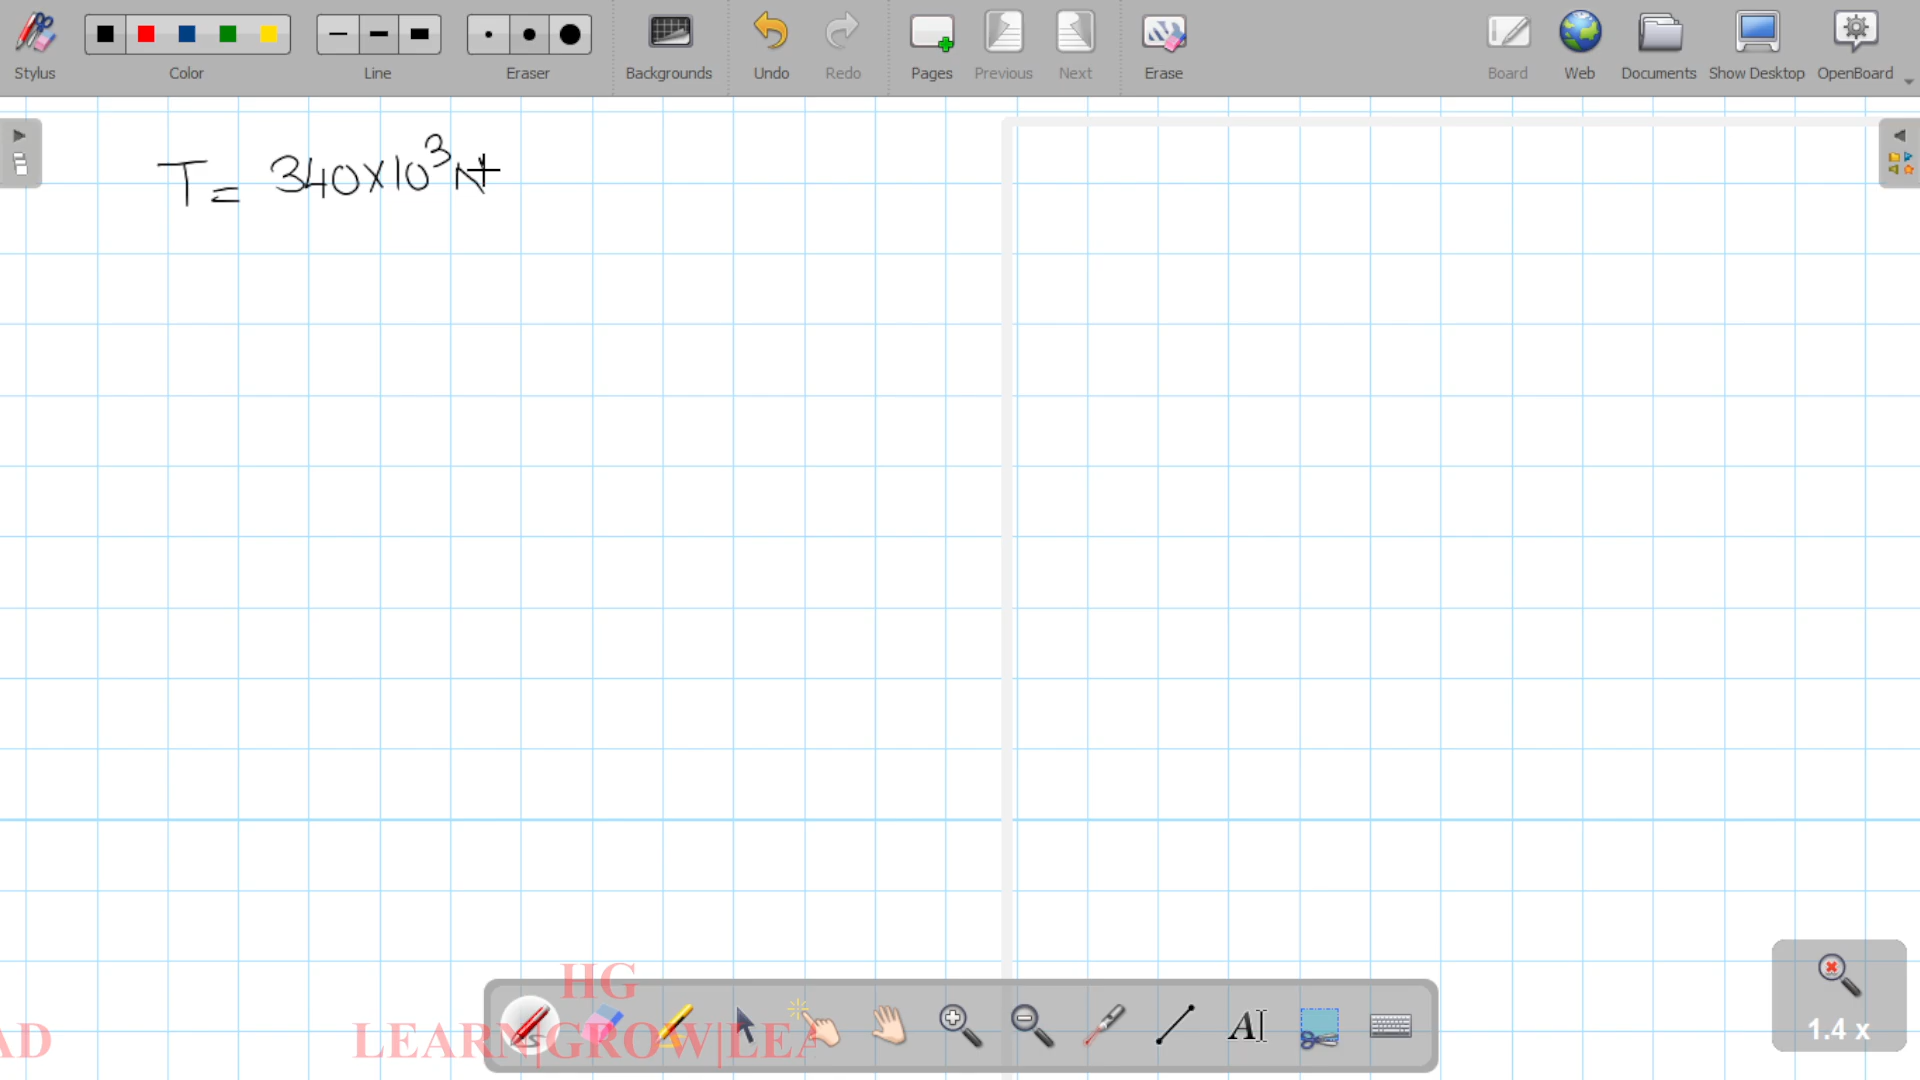 Stylus Color Line Eraser Backgrounds Undo Redo Pages Previous Next Erase Board Web Documents Show Desktop OpenBoard
T = 340×10³ N
HG
AD LEARN|GROW|LEA
1.4 x